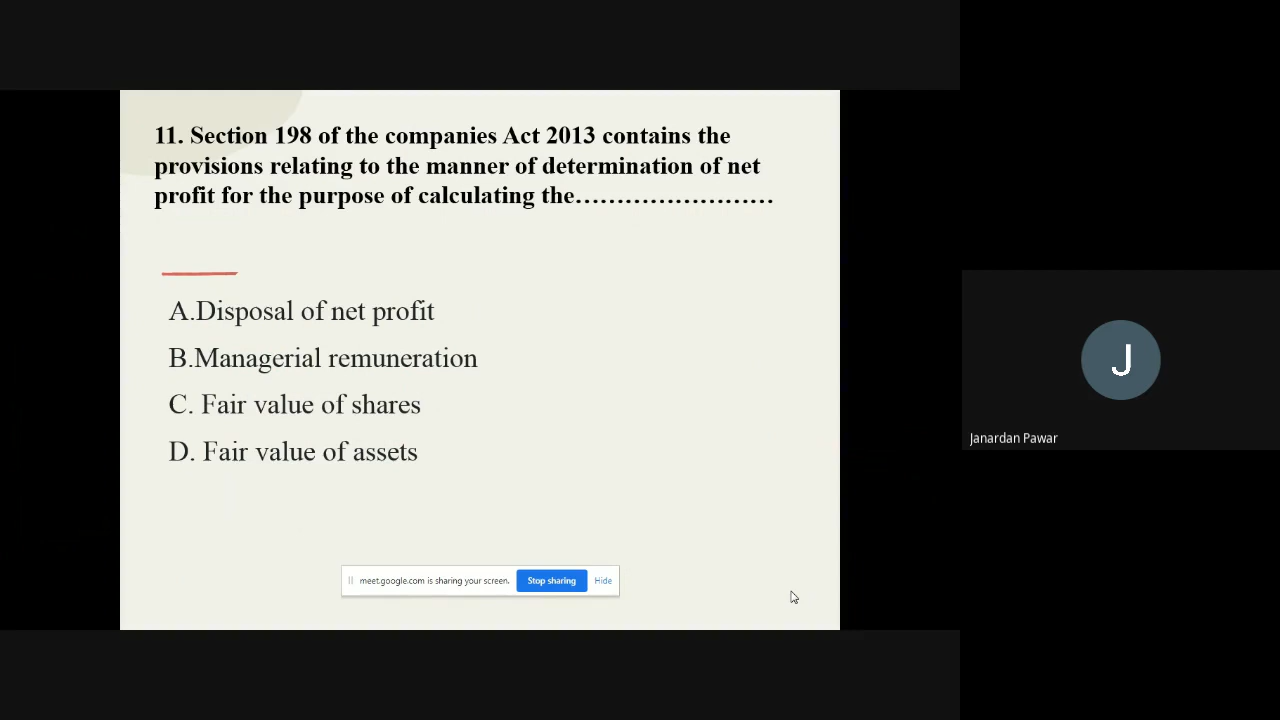 11. Section 198 of the companies Act 2013 contains the
provisions relating to the manner of determination of net
profit for the purpose of calculating the……………………
A.Disposal of net profit
B.Managerial remuneration
C. Fair value of shares
D. Fair value of assets
meet.google.com is sharing your screen. Stop sharing Hide
J
Janardan Pawar